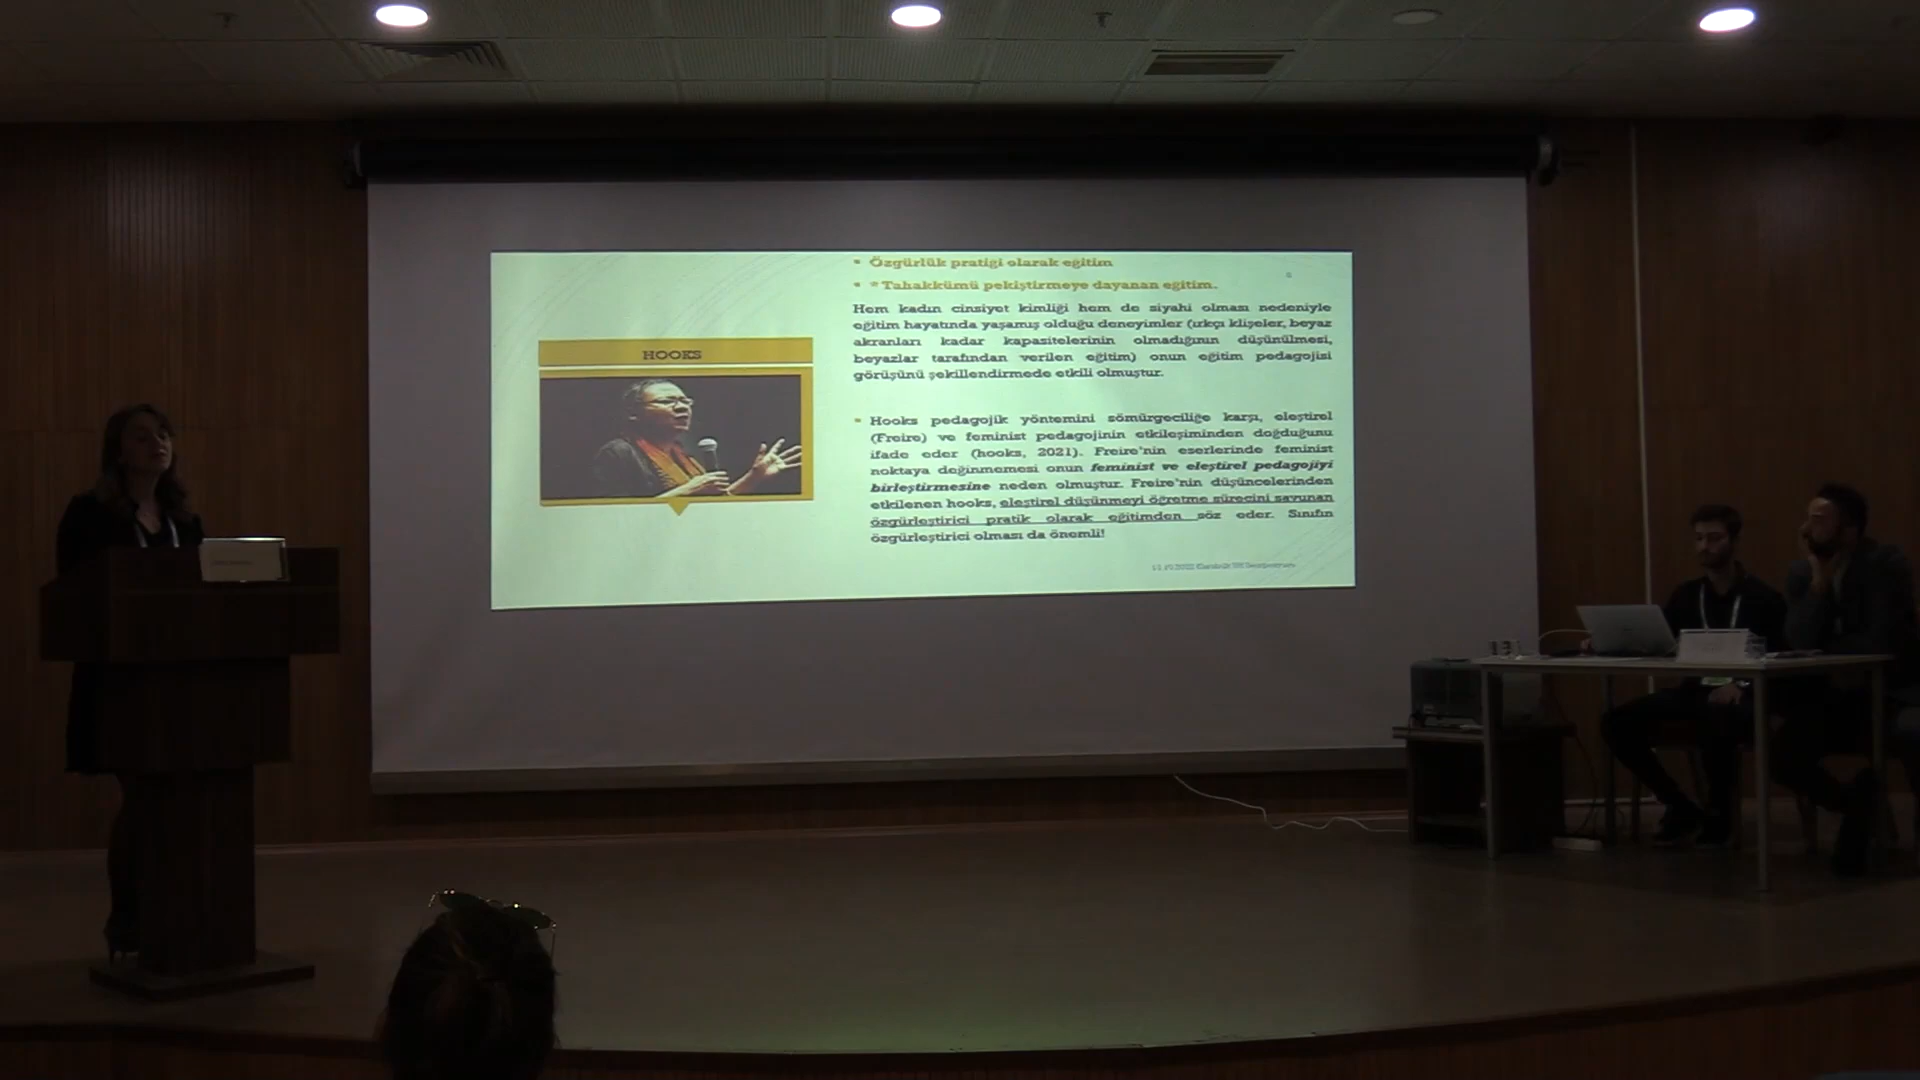 HOOKS
Özgürlük pratigi olarak eğitim
* Tahakkümü pekiştirmeye dayanan eğitim.
Hem kadın cinsiyet kimliği hem de siyahi olması nedeniyle
eğitim hayatında yaşamış olduğu deneyimler (ırkçı klişeler, beyaz
akranları kadar kapasitelerinin olmadığının düşünülmesi,
beyazlar tarafından verilen eğitim) onun eğitim pedagojisi
görüşünü şekillendirmede etkili olmuştur.
Hooks pedagojik yöntemini sömürgeciliğe karşı, eleştirel
(Freire) ve feminist pedagojinin etkileşiminden doğduğunu
ifade eder (hooks, 2021). Freire'nin eserlerinde feminist
noktaya değinmemesi onun feminist ve eleştirel pedagojiyi
birleştirmesine neden olmuştur. Freire'nin düşüncelerinden
etkilenen hooks, eleştirel düşünmeyi öğretme sürecini savunan
özgürleştirici pratik olarak eğitimden söz eder. Sınıfın
özgürleştirici olması da önemli!